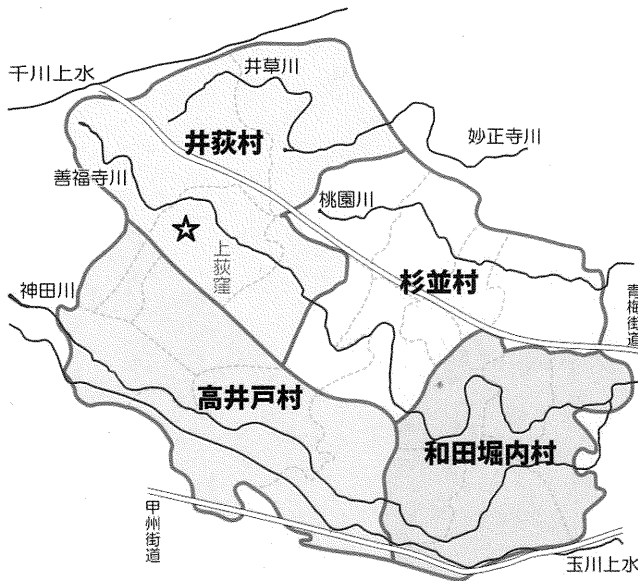 千川上水
井草川
井荻村
妙正寺川
善福寺川
桃園川
上荻窪
杉並村
神田川
青梅街道
高井戸村
和田堀内村
甲州街道
玉川上水